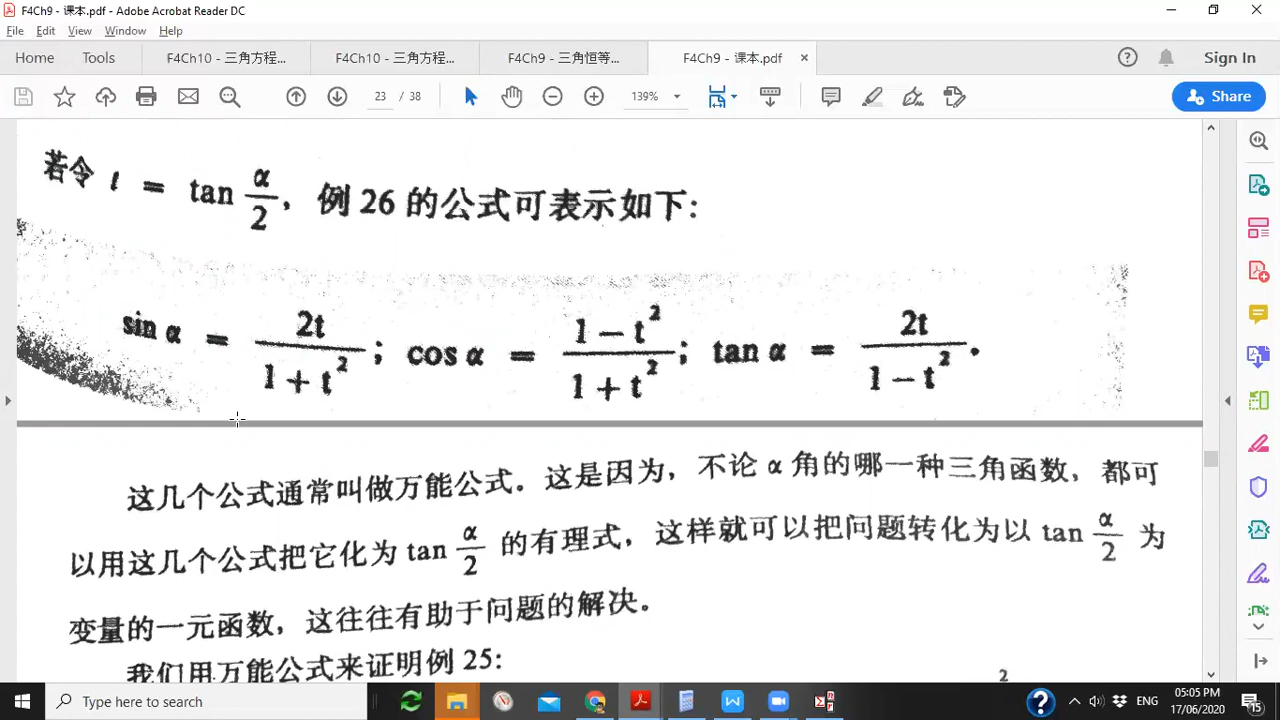 F4Ch9 - 课本.pdf - Adobe Acrobat Reader DC
File Edit View Window Help
Home Tools F4Ch10 - 三角方程... F4Ch10 - 三角方程... F4Ch9 - 三角恒等... F4Ch9 - 课本.pdf × Sign In
23 / 38 139% Share
若令 t = tan α/2, 例 26 的公式可表示如下:
sin α = 2t/(1 + t²); cos α = (1 − t²)/(1 + t²); tan α = 2t/(1 − t²).
这几个公式通常叫做万能公式. 这是因为, 不论 α 角的哪一种三角函数, 都可
以用这几个公式把它化为 tan α/2 的有理式, 这样就可以把问题转化为以 tan α/2 为
变量的一元函数, 这往往有助于问题的解决.
我们用万能公式来证明例 25:
2
Type here to search
ENG
05:05 PM
17/06/2020
15